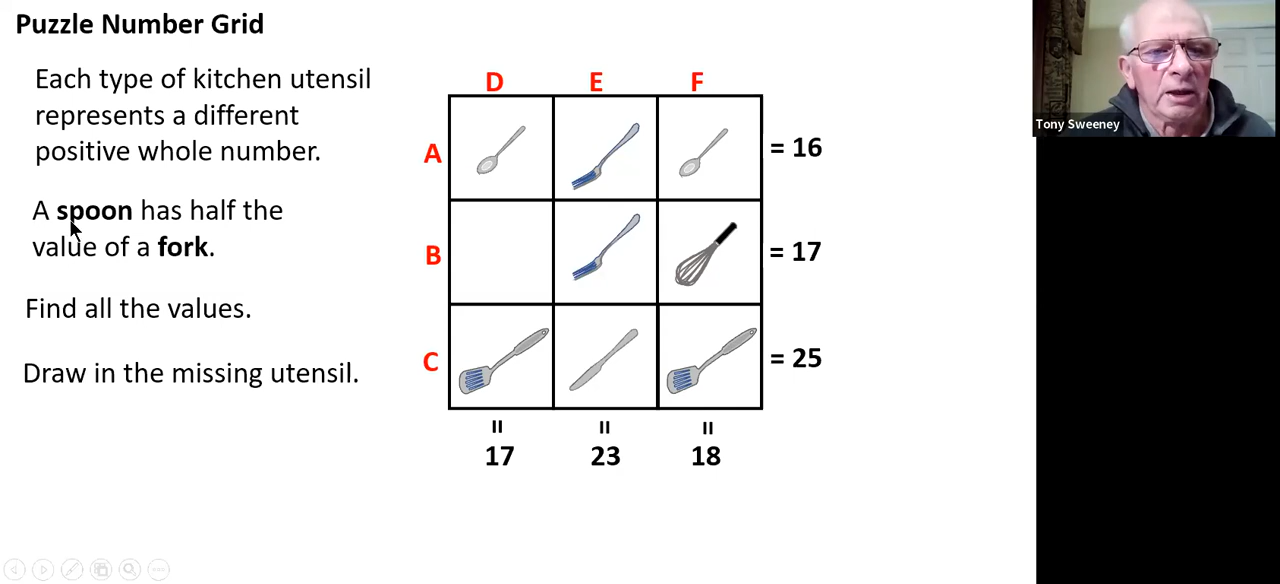 Puzzle Number Grid
Each type of kitchen utensil
represents a different
positive whole number.
A spoon has half the
value of a fork.
Find all the values.
Draw in the missing utensil.
D E F
A = 16
B = 17
C = 25
= = =
17 23 18
Tony Sweeney